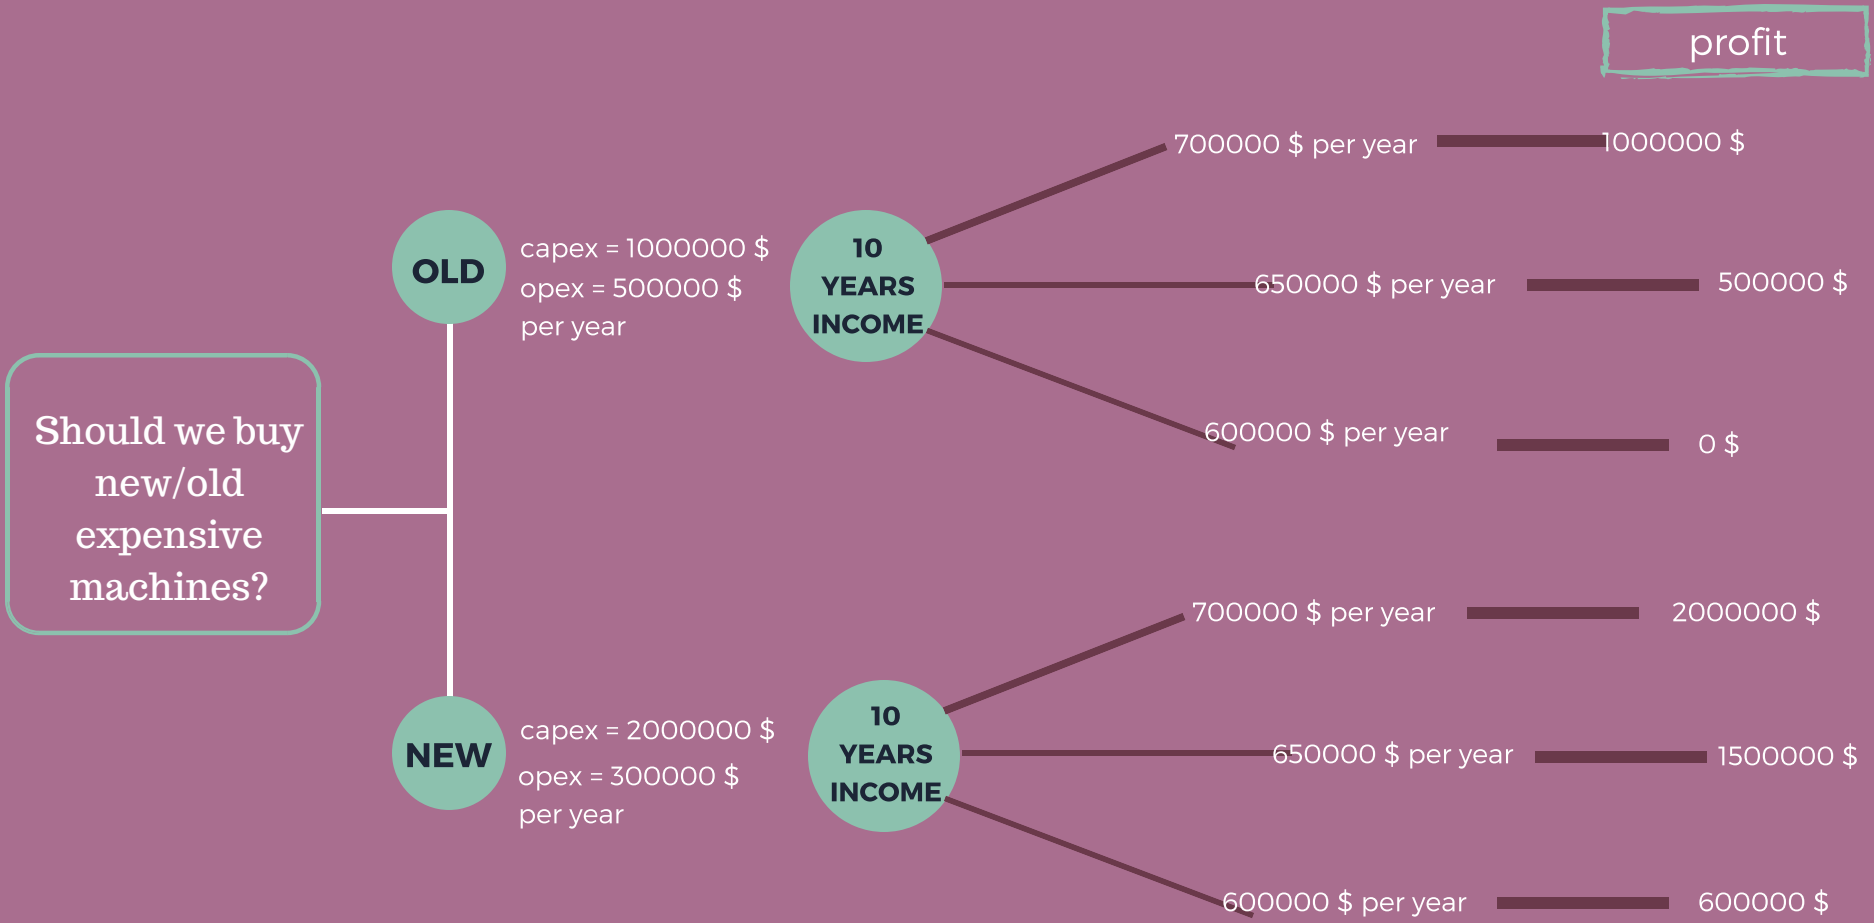 profit
Should we buy
new/old
expensive
machines?
OLD
capex = 1000000 $
opex = 500000 $
per year
10
YEARS
INCOME
700000 $ per year
1000000 $
650000 $ per year
500000 $
600000 $ per year
0 $
NEW
capex = 2000000 $
opex = 300000 $
per year
10
YEARS
INCOME
700000 $ per year
2000000 $
650000 $ per year
1500000 $
600000 $ per year
600000 $